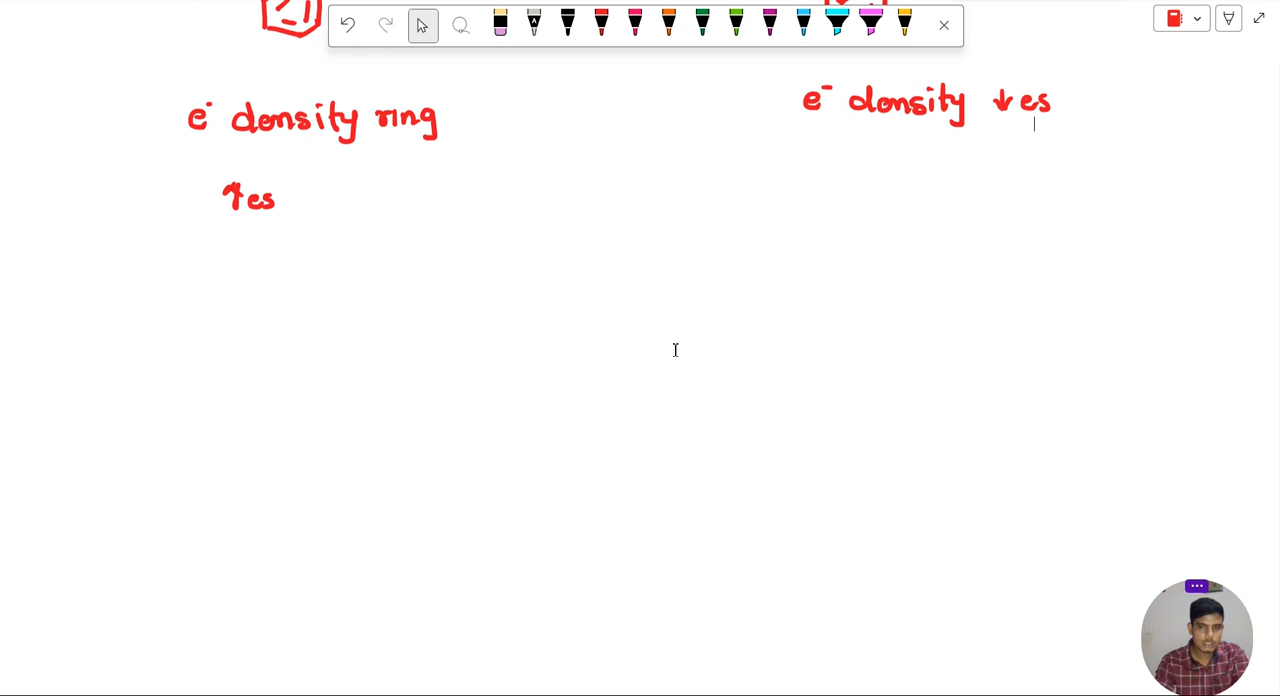 e⁻ density ring
↑es
e⁻ density ↓es